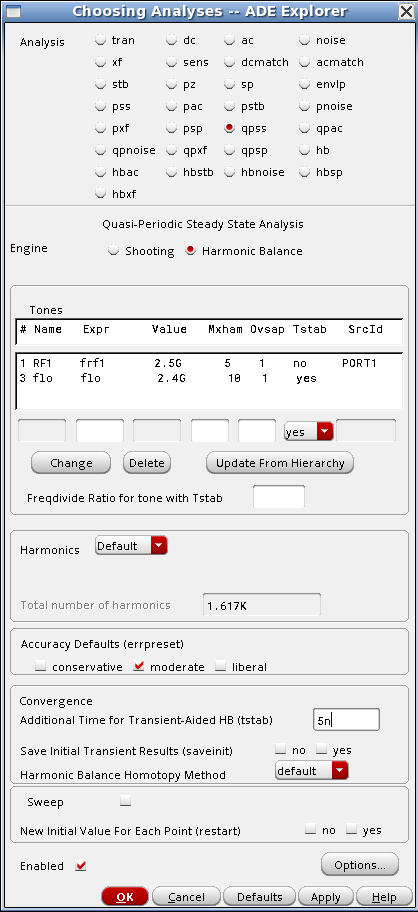 Choosing Analyses -- ADE Explorer
Analysis tran dc ac noise
xf sens dcmatch acmatch
stb pz sp envlp
pss pac pstb pnoise
pxf psp qpss qpac
qpnoise qpxf qpsp hb
hbac hbstb hbnoise hbsp
hbxf
Quasi-Periodic Steady State Analysis
Engine Shooting Harmonic Balance
Tones
# Name Expr Value Mxham Ovsap Tstab SrcId
1 RF1 frf1 2.5G 5 1 no PORT1
3 flo flo 2.4G 10 1 yes
yes
Change Delete Update From Hierarchy
Freqdivide Ratio for tone with Tstab
Harmonics Default
Total number of harmonics 1.617K
Accuracy Defaults (errpreset)
conservative moderate liberal
Convergence
Additional Time for Transient-Aided HB (tstab) 5n
Save Initial Transient Results (saveinit) no yes
Harmonic Balance Homotopy Method default
Sweep
New Initial Value For Each Point (restart) no yes
Enabled Options...
OK Cancel Defaults Apply Help